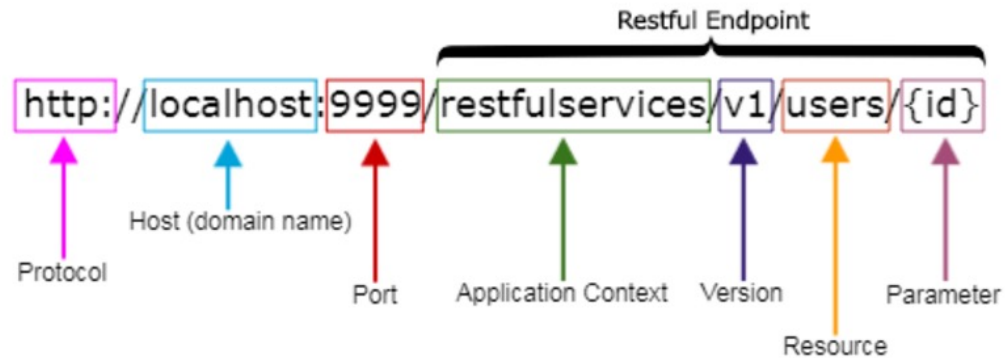 Restful Endpoint
http://localhost:9999/restfulservices/v1/users/{id}
Host (domain name)
Protocol
Port
Application Context
Version
Parameter
Resource